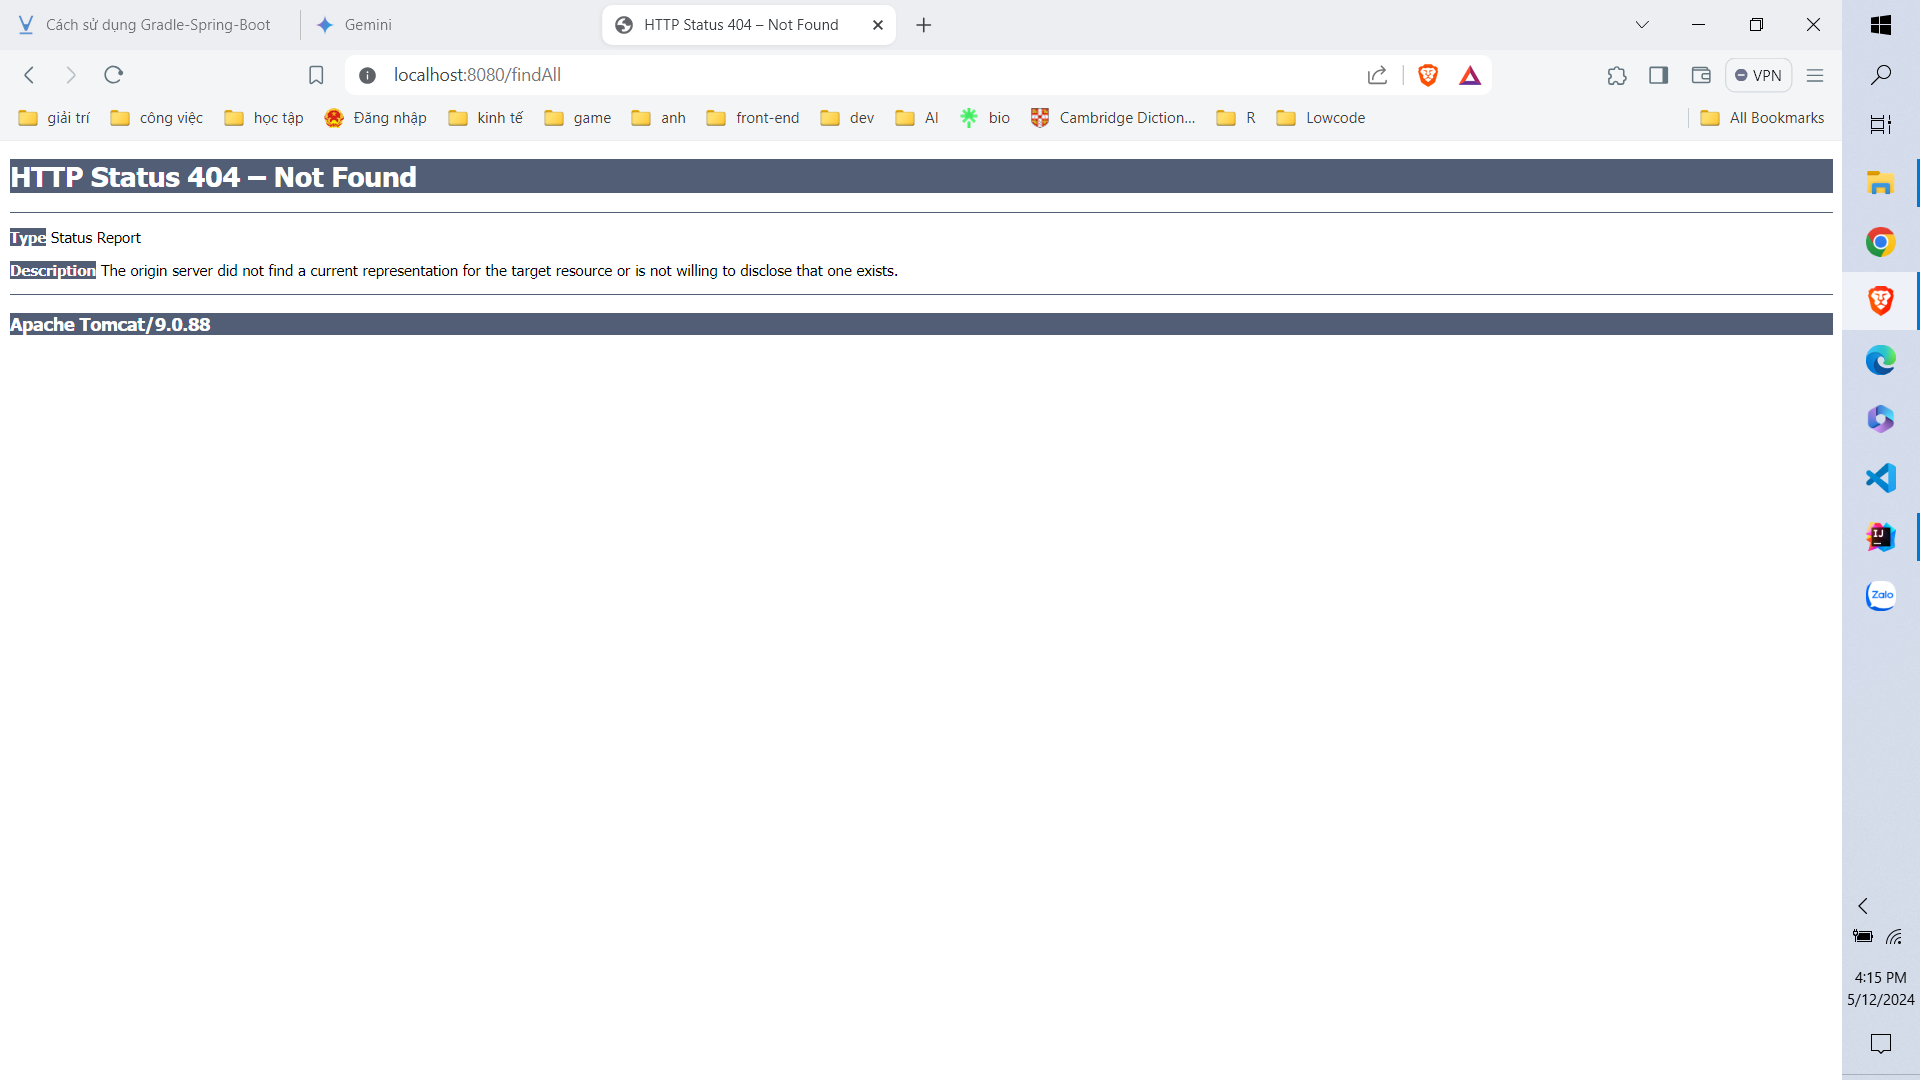 Cách sử dụng Gradle-Spring-Boot
Gemini
HTTP Status 404 – Not Found
localhost:8080/findAll
VPN
giải trí
công việc
học tập
Đăng nhập
kinh tế
game
anh
front-end
dev
AI
bio
Cambridge Diction...
R
Lowcode
All Bookmarks
HTTP Status 404 – Not Found
Type Status Report
Description The origin server did not find a current representation for the target resource or is not willing to disclose that one exists.
Apache Tomcat/9.0.88
IJ
Zalo
4:15 PM
5/12/2024